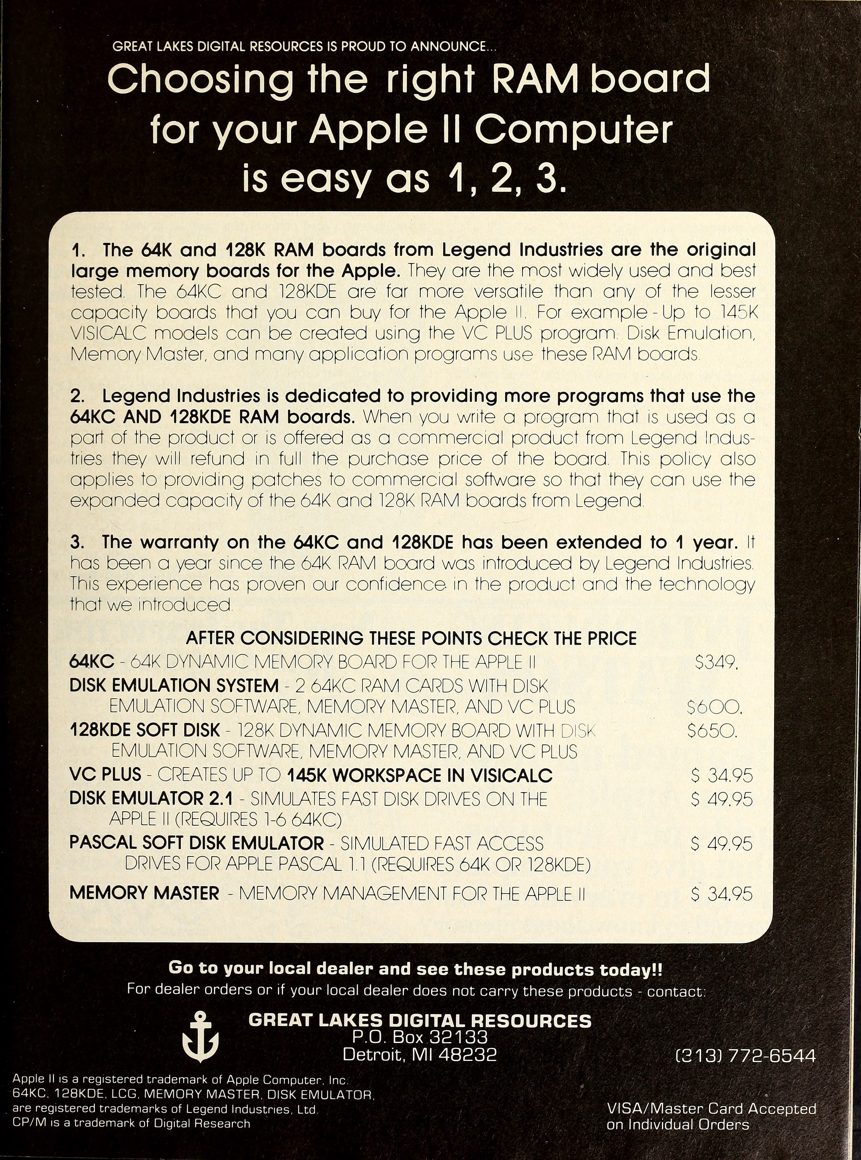 GREAT LAKES DIGITAL RESOURCES IS PROUD TO ANNOUNCE...
Choosing the right RAM board
for your Apple II Computer
is easy as 1, 2, 3.
1. The 64K and 128K RAM boards from Legend Industries are the original
large memory boards for the Apple. They are the most widely used and best
tested. The 64KC and 128KDE are far more versatile than any of the lesser
capacity boards that you can buy for the Apple II. For example - Up to 145K
VISICALC models can be created using the VC PLUS program. Disk Emulation,
Memory Master, and many application programs use these RAM boards.
2. Legend Industries is dedicated to providing more programs that use the
64KC AND 128KDE RAM boards. When you write a program that is used as a
part of the product or is offered as a commercial product from Legend Indus-
tries they will refund in full the purchase price of the board. This policy also
applies to providing patches to commercial software so that they can use the
expanded capacity of the 64K and 128K RAM boards from Legend.
3. The warranty on the 64KC and 128KDE has been extended to 1 year. It
has been a year since the 64K RAM board was introduced by Legend Industries.
This experience has proven our confidence in the product and the technology
that we introduced.
AFTER CONSIDERING THESE POINTS CHECK THE PRICE
64KC - 64K DYNAMIC MEMORY BOARD FOR THE APPLE II $349.
DISK EMULATION SYSTEM - 2 64KC RAM CARDS WITH DISK
EMULATION SOFTWARE, MEMORY MASTER, AND VC PLUS $600.
128KDE SOFT DISK - 128K DYNAMIC MEMORY BOARD WITH DISK $650.
EMULATION SOFTWARE, MEMORY MASTER, AND VC PLUS
VC PLUS - CREATES UP TO 145K WORKSPACE IN VISICALC $ 34.95
DISK EMULATOR 2.1 - SIMULATES FAST DISK DRIVES ON THE $ 49.95
APPLE II (REQUIRES 1-6 64KC)
PASCAL SOFT DISK EMULATOR - SIMULATED FAST ACCESS $ 49.95
DRIVES FOR APPLE PASCAL 1.1 (REQUIRES 64K OR 128KDE)
MEMORY MASTER - MEMORY MANAGEMENT FOR THE APPLE II $ 34.95
Go to your local dealer and see these products today!!
For dealer orders or if your local dealer does not carry these products - contact:
GREAT LAKES DIGITAL RESOURCES
P.O. Box 32133
Detroit, MI 48232
(313) 772-6544
Apple II is a registered trademark of Apple Computer, Inc.
64KC, 128KDE, LCG, MEMORY MASTER, DISK EMULATOR,
are registered trademarks of Legend Industries, Ltd.
CP/M is a trademark of Digital Research
VISA/Master Card Accepted
on Individual Orders